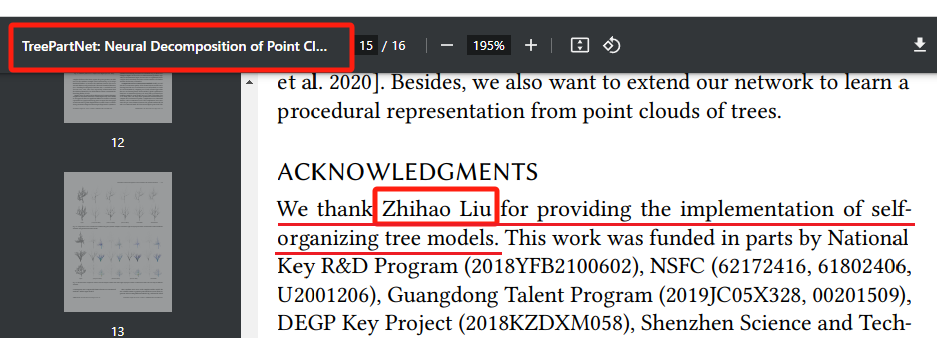 TreePartNet: Neural Decomposition of Point Cl...
15 / 16
195%
et al. 2020]. Besides, we also want to extend our network to learn a
procedural representation from point clouds of trees.
12
ACKNOWLEDGMENTS
We thank Zhihao Liu for providing the implementation of self-
organizing tree models. This work was funded in parts by National
Key R&D Program (2018YFB2100602), NSFC (62172416, 61802406,
U2001206), Guangdong Talent Program (2019JC05X328, 00201509),
DEGP Key Project (2018KZDXM058), Shenzhen Science and Tech-
13